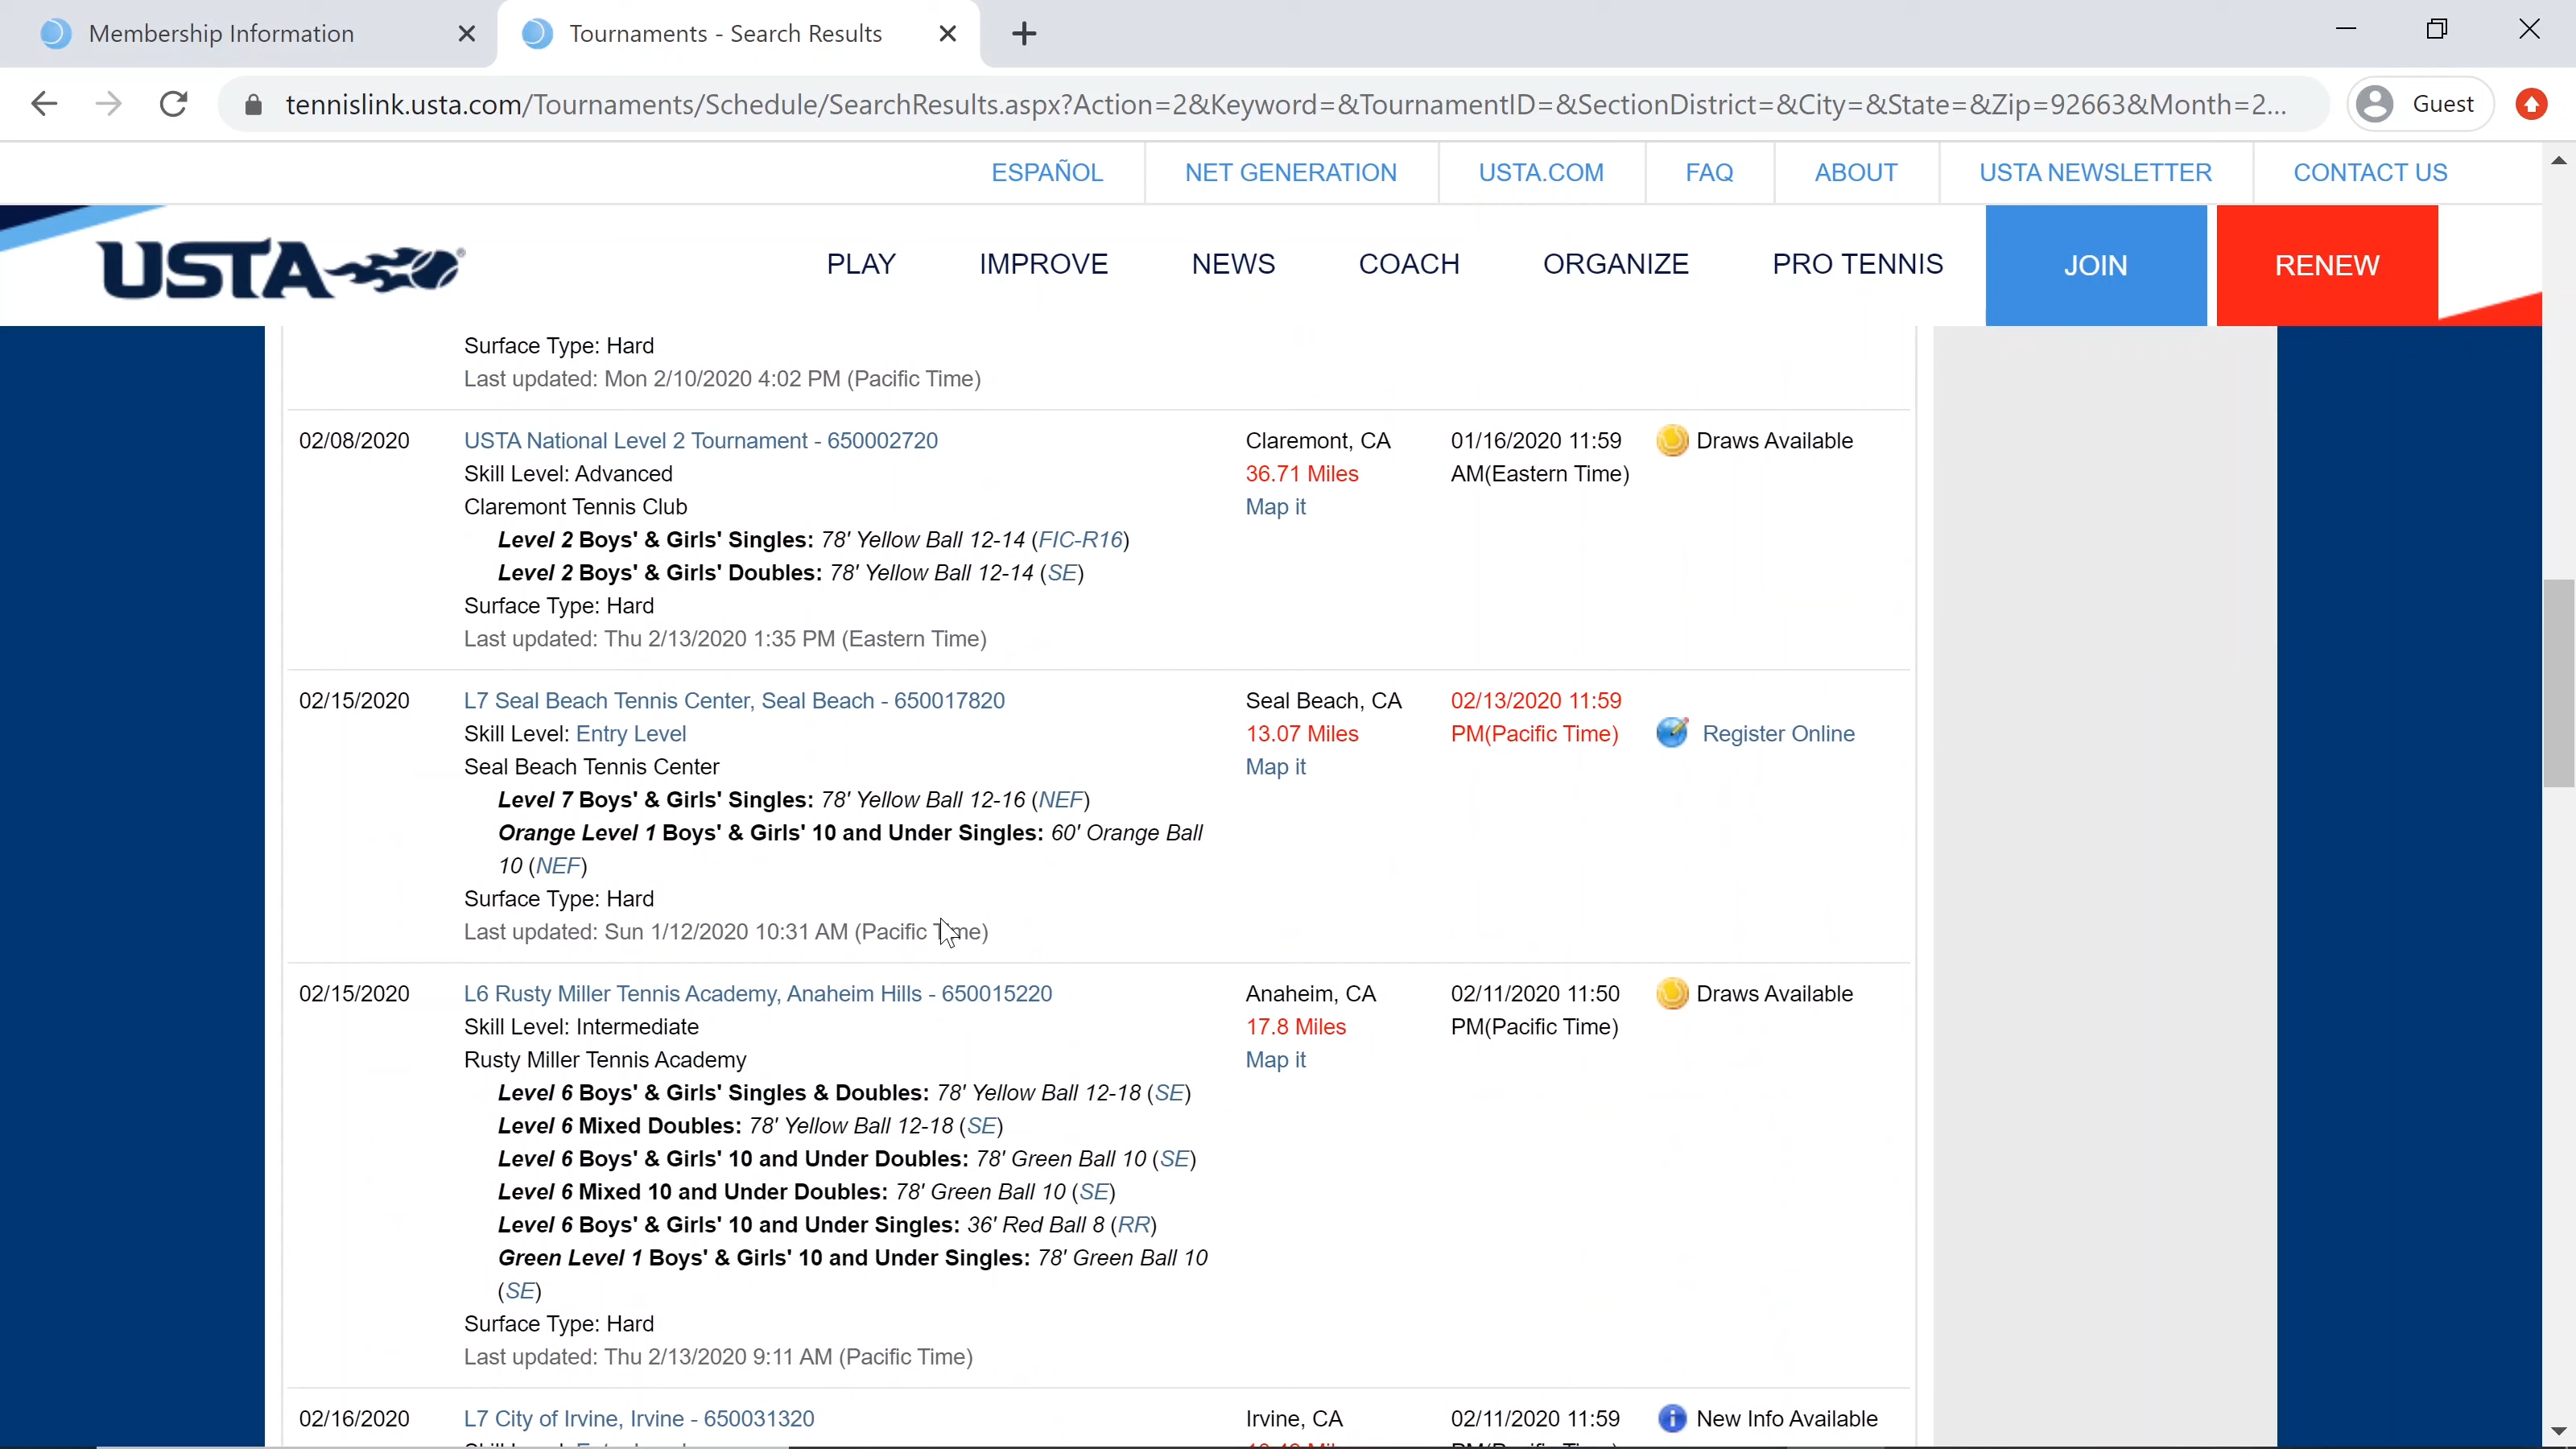 Membership Information
Tournaments - Search Results
tennislink.usta.com/Tournaments/Schedule/SearchResults.aspx?Action=2&Keyword=&TournamentID=&SectionDistrict=&City=&State=&Zip=92663&Month=2...
Guest
ESPAÑOL NET GENERATION USTA.COM FAQ ABOUT USTA NEWSLETTER CONTACT US
USTA PLAY IMPROVE NEWS COACH ORGANIZE PRO TENNIS JOIN RENEW
Surface Type: Hard
Last updated: Mon 2/10/2020 4:02 PM (Pacific Time)
02/08/2020 USTA National Level 2 Tournament - 650002720 Claremont, CA 01/16/2020 11:59 Draws Available
Skill Level: Advanced 36.71 Miles AM(Eastern Time)
Claremont Tennis Club Map it
Level 2 Boys' & Girls' Singles: 78' Yellow Ball 12-14 (FIC-R16)
Level 2 Boys' & Girls' Doubles: 78' Yellow Ball 12-14 (SE)
Surface Type: Hard
Last updated: Thu 2/13/2020 1:35 PM (Eastern Time)
02/15/2020 L7 Seal Beach Tennis Center, Seal Beach - 650017820 Seal Beach, CA 02/13/2020 11:59
Skill Level: Entry Level 13.07 Miles PM(Pacific Time) Register Online
Seal Beach Tennis Center Map it
Level 7 Boys' & Girls' Singles: 78' Yellow Ball 12-16 (NEF)
Orange Level 1 Boys' & Girls' 10 and Under Singles: 60' Orange Ball
10 (NEF)
Surface Type: Hard
Last updated: Sun 1/12/2020 10:31 AM (Pacific Time)
02/15/2020 L6 Rusty Miller Tennis Academy, Anaheim Hills - 650015220 Anaheim, CA 02/11/2020 11:50 Draws Available
Skill Level: Intermediate 17.8 Miles PM(Pacific Time)
Rusty Miller Tennis Academy Map it
Level 6 Boys' & Girls' Singles & Doubles: 78' Yellow Ball 12-18 (SE)
Level 6 Mixed Doubles: 78' Yellow Ball 12-18 (SE)
Level 6 Boys' & Girls' 10 and Under Doubles: 78' Green Ball 10 (SE)
Level 6 Mixed 10 and Under Doubles: 78' Green Ball 10 (SE)
Level 6 Boys' & Girls' 10 and Under Singles: 36' Red Ball 8 (RR)
Green Level 1 Boys' & Girls' 10 and Under Singles: 78' Green Ball 10
(SE)
Surface Type: Hard
Last updated: Thu 2/13/2020 9:11 AM (Pacific Time)
02/16/2020 L7 City of Irvine, Irvine - 650031320 Irvine, CA 02/11/2020 11:59 New Info Available